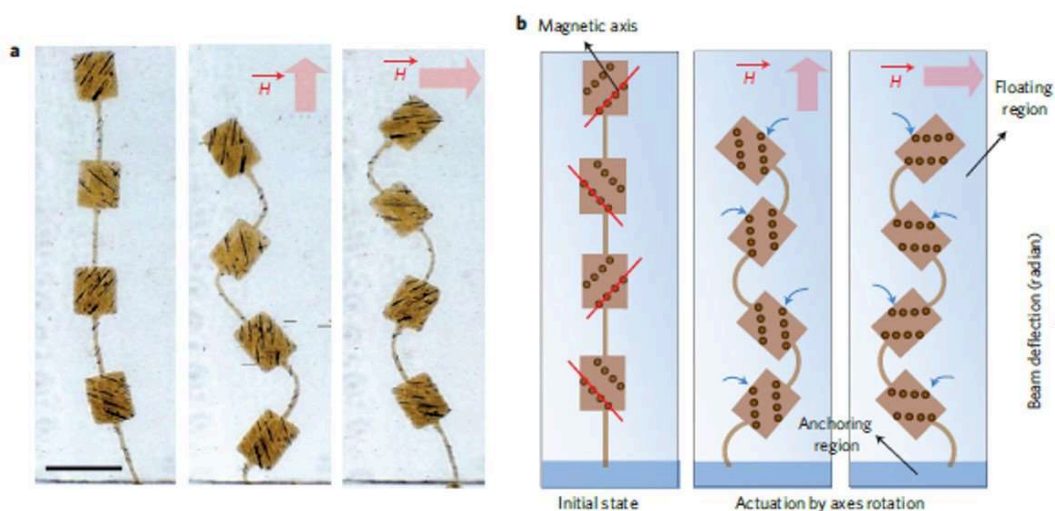 a
H
H
b
Magnetic axis
H
H
Floating
region
Anchoring
region
Beam deflection (radian)
Initial state
Actuation by axes rotation